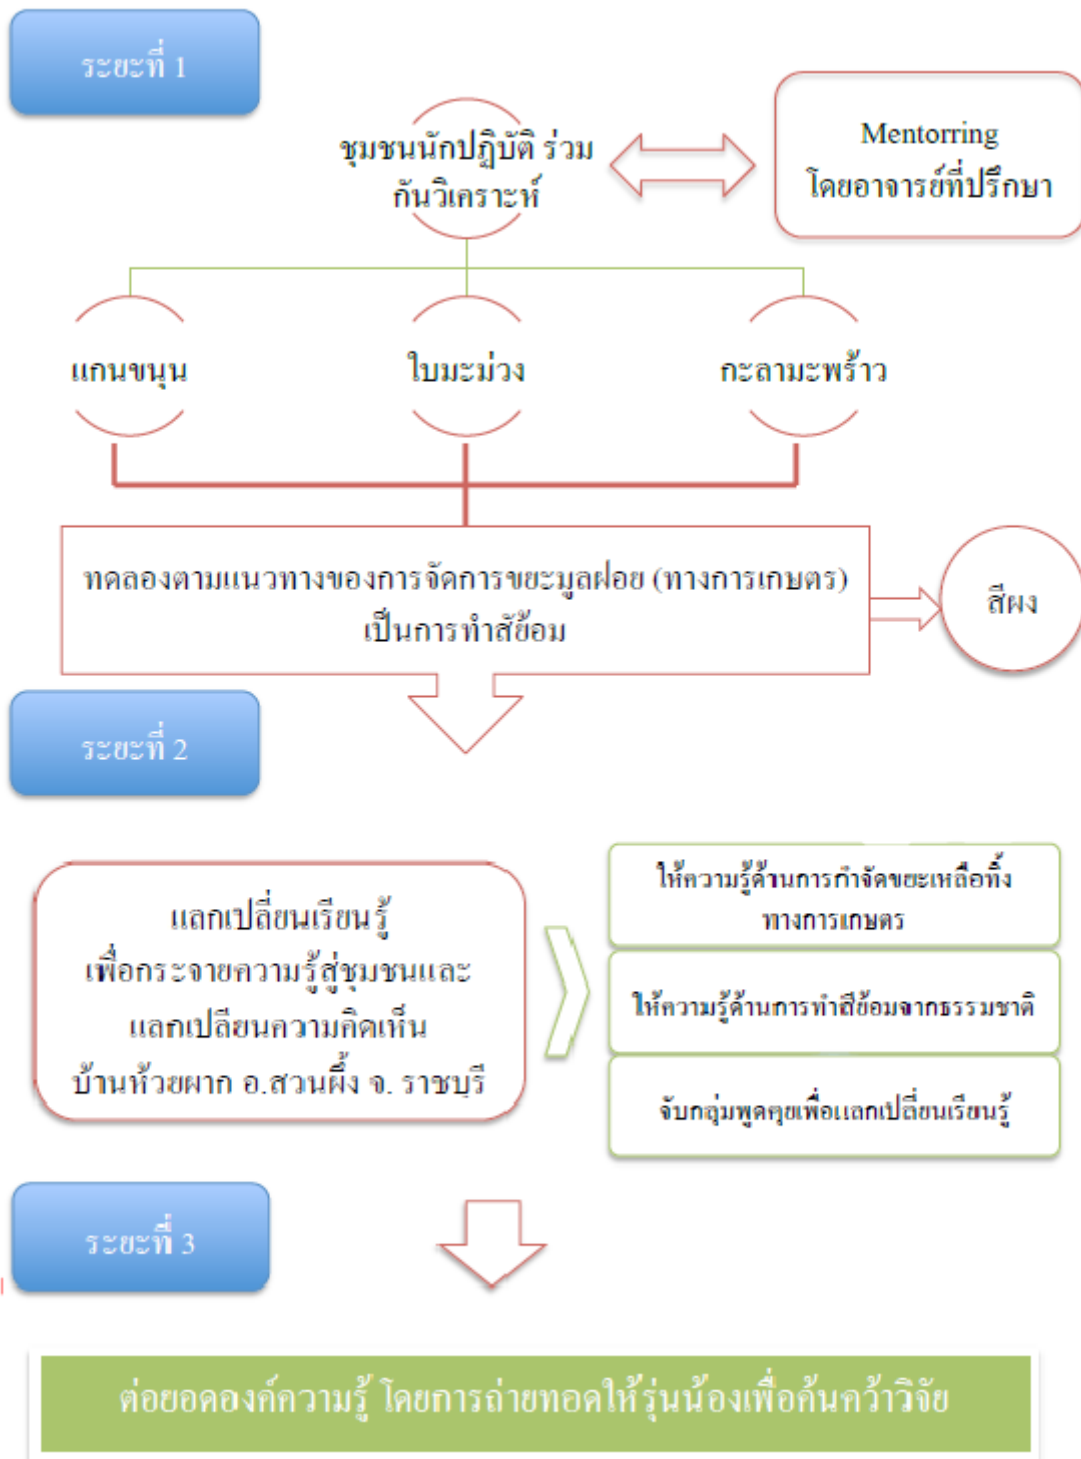 ระยะที่ 1
ชุมชนนักปฏิบัติ ร่วม
กันวิเคราะห์
Mentorring
โดยอาจารย์ที่ปรึกษา
แกนขนุน
ใบมะม่วง
กะลามะพร้าว
ทดลองตามแนวทางของการจัดการขยะมูลฝอย (ทางการเกษตร)
เป็นการทำสีย้อม
สีผง
ระยะที่ 2
แลกเปลี่ยนเรียนรู้
เพื่อกระจายความรู้สู่ชุมชนและ
แลกเปลียนความคิดเห็น
บ้านห้วยผาก อ.สวนผึ้ง จ. ราชบุรี
ให้ความรู้ด้านการกำจัดขยะเหลือทิ้ง
ทางการเกษตร
ให้ความรู้ด้านการทำสีย้อมจากธรรมชาติ
จับกลุ่มพูดคุยเพื่อแลกเปลี่ยนเรียนรู้
ระยะที่ 3
ต่อยอดองค์ความรู้ โดยการถ่ายทอดให้รุ่นน้องเพื่อค้นคว้าวิจัย